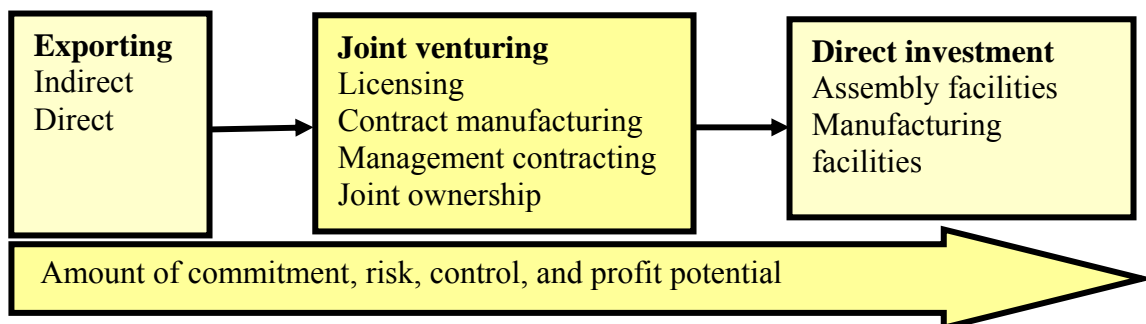 Exporting
Indirect
Direct
Joint venturing
Licensing
Contract manufacturing
Management contracting
Joint ownership
Direct investment
Assembly facilities
Manufacturing
facilities
Amount of commitment, risk, control, and profit potential